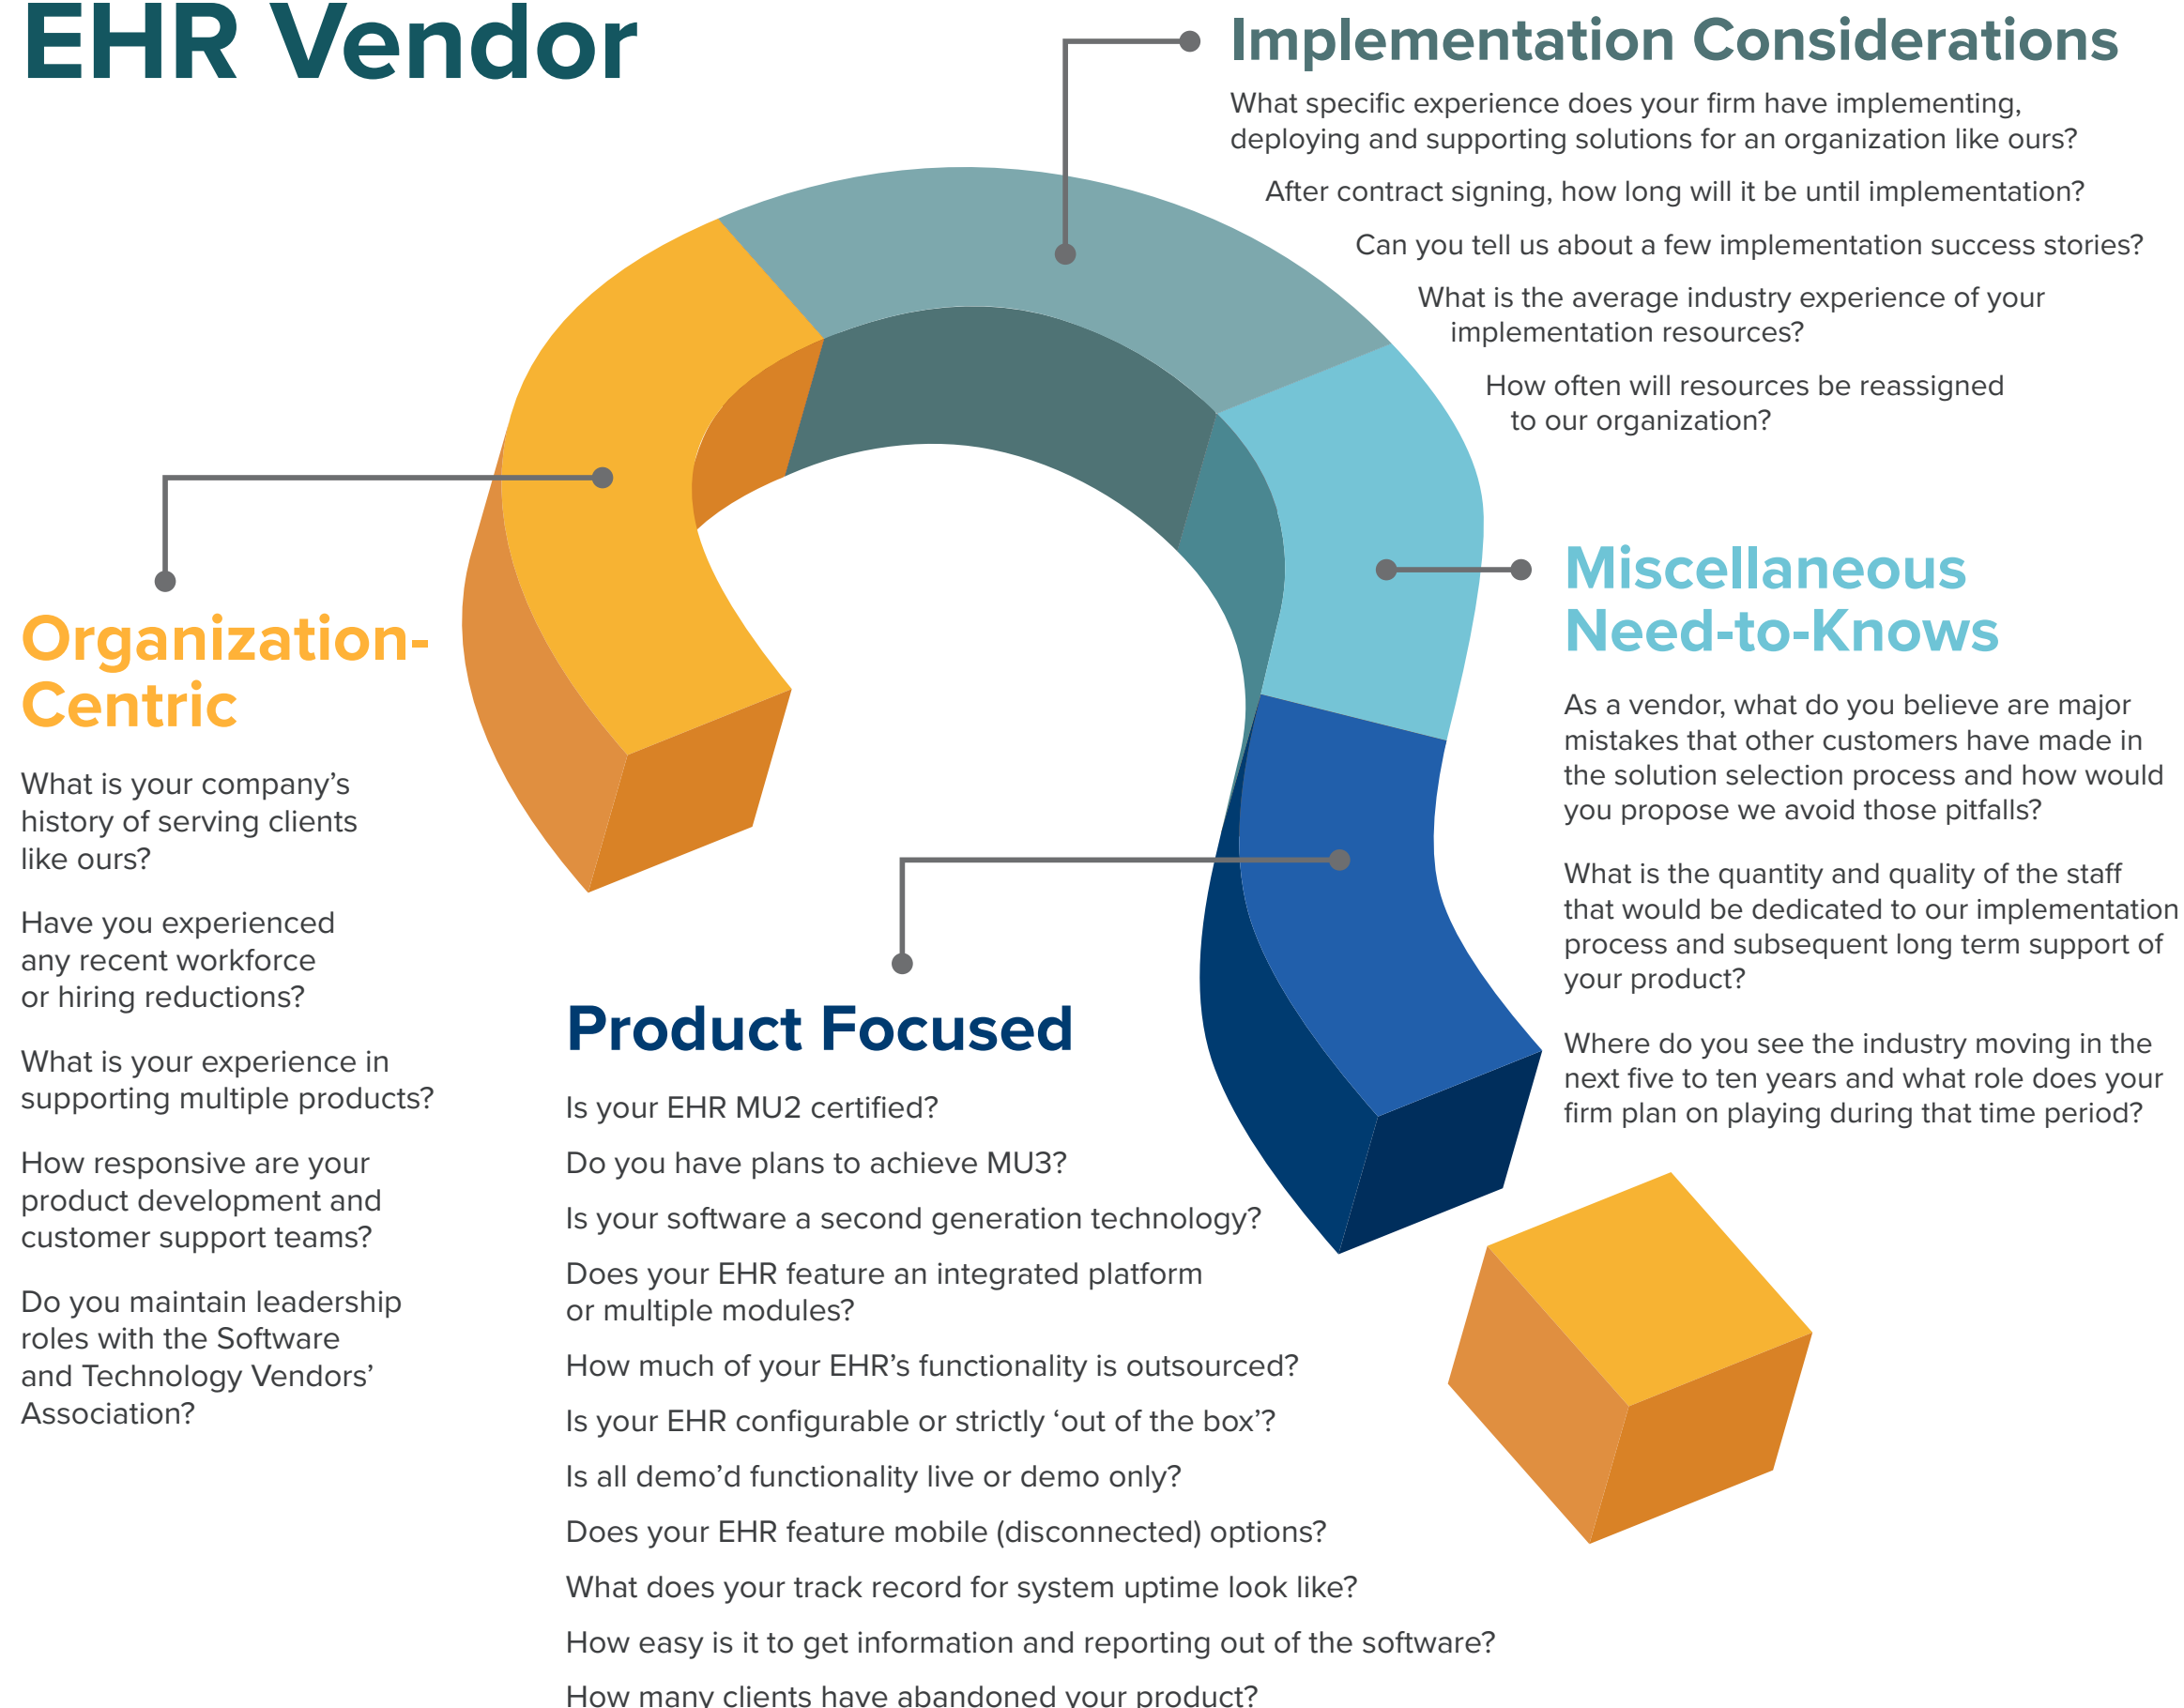 EHR Vendor
Implementation Considerations
What specific experience does your firm have implementing,
deploying and supporting solutions for an organization like ours?
After contract signing, how long will it be until implementation?
Can you tell us about a few implementation success stories?
What is the average industry experience of your
implementation resources?
How often will resources be reassigned
to our organization?
Organization-
Centric
What is your company’s
history of serving clients
like ours?
Have you experienced
any recent workforce
or hiring reductions?
What is your experience in
supporting multiple products?
How responsive are your
product development and
customer support teams?
Do you maintain leadership
roles with the Software
and Technology Vendors’
Association?
Product Focused
Is your EHR MU2 certified?
Do you have plans to achieve MU3?
Is your software a second generation technology?
Does your EHR feature an integrated platform
or multiple modules?
How much of your EHR’s functionality is outsourced?
Is your EHR configurable or strictly ‘out of the box’?
Is all demo’d functionality live or demo only?
Does your EHR feature mobile (disconnected) options?
What does your track record for system uptime look like?
How easy is it to get information and reporting out of the software?
How many clients have abandoned your product?
Miscellaneous
Need-to-Knows
As a vendor, what do you believe are major
mistakes that other customers have made in
the solution selection process and how would
you propose we avoid those pitfalls?
What is the quantity and quality of the staff
that would be dedicated to our implementation
process and subsequent long term support of
your product?
Where do you see the industry moving in the
next five to ten years and what role does your
firm plan on playing during that time period?